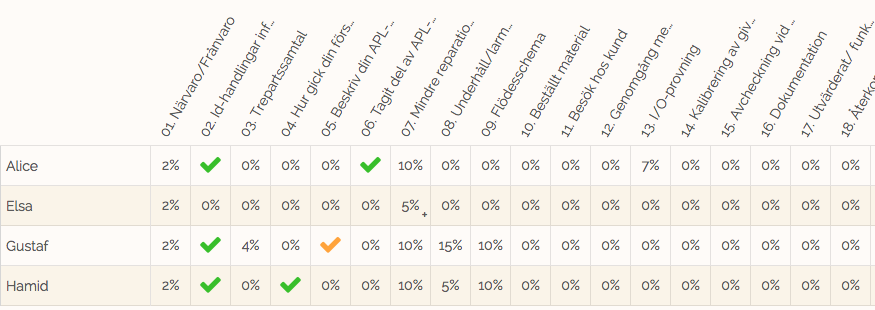 01. Närvaro/Frånvaro
02. Id-handlingar inf...
03. Trepartssamtal
04. Hur gick din förs...
05. Beskriv din APL-...
06. Tagit del av APL-...
07. Mindre reparatio...
08. Underhåll/larm...
09. Flödesschema
10. Beställt material
11. Besök hos kund
12. Genomgång me...
13. I/O-provning
14. Kalibrering av giv...
15. Avcheckning vid ...
16. Dokumentation
17. Utvärderat/ funk...
18. Återko
Alice 2% 0% 0% 0% 10% 0% 0% 0% 0% 0% 7% 0% 0% 0% 0% 0%
Elsa 2% 0% 0% 0% 0% 0% 5% + 0% 0% 0% 0% 0% 0% 0% 0% 0% 0% 0%
Gustaf 2% 4% 0% 0% 10% 15% 10% 0% 0% 0% 0% 0% 0% 0% 0% 0%
Hamid 2% 0% 0% 0% 10% 5% 10% 0% 0% 0% 0% 0% 0% 0% 0% 0%